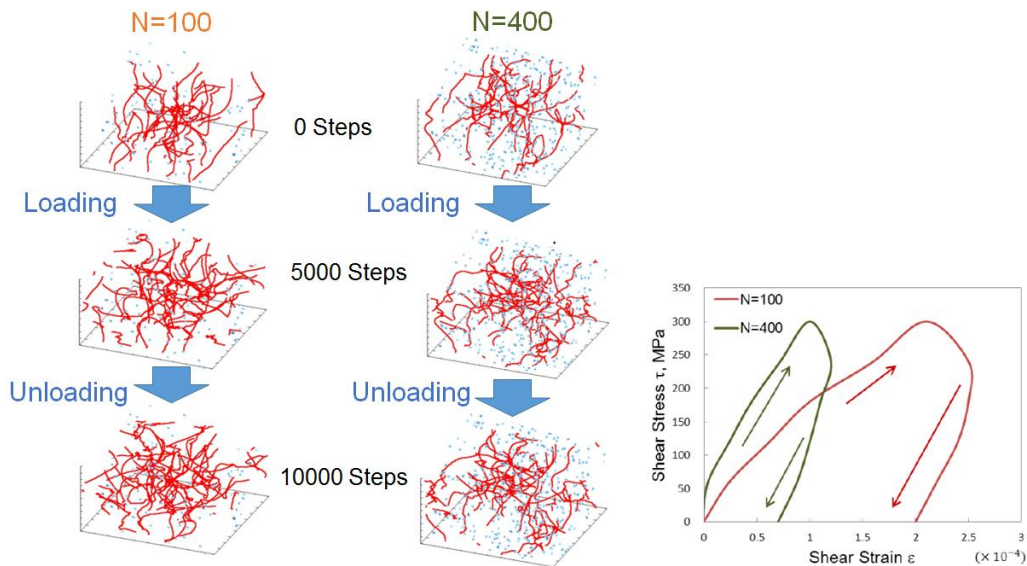 N=100
N=400
0 Steps
Loading
Loading
5000 Steps
Unloading
Unloading
10000 Steps
Shear Stress τ, MPa
350
300
250
200
150
100
50
0
N=100
N=400
0
0.5
1
1.5
2
2.5
3
Shear Strain ε
(×10⁻⁴)